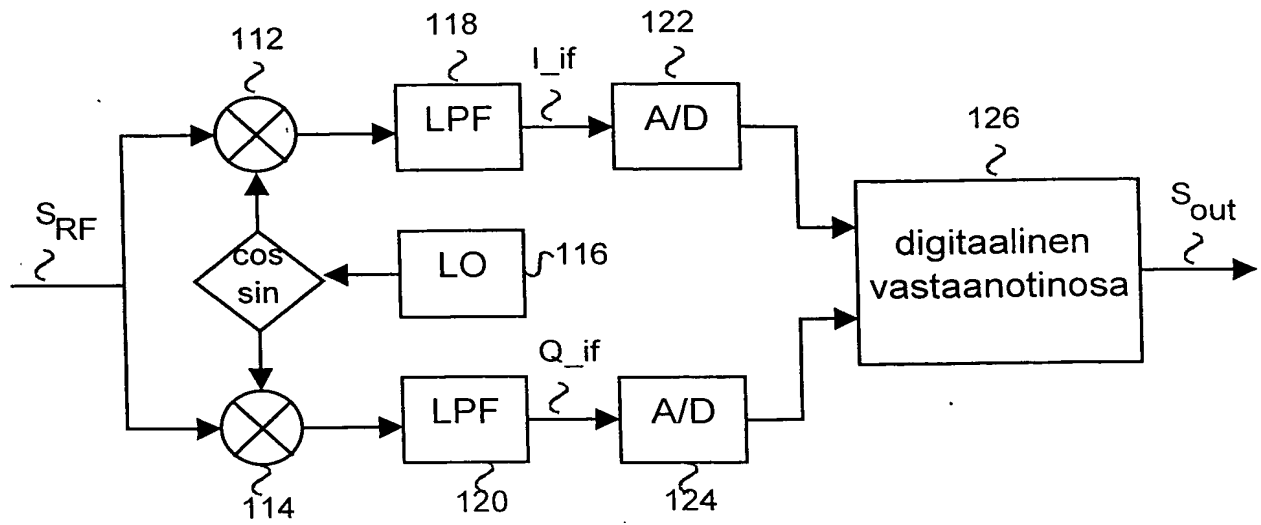 112
118
I_if
122
LPF
A/D
126
S_RF
cos
sin
LO
116
digitaalinen
vastaanotinosa
S_out
Q_if
LPF
A/D
114
120
124